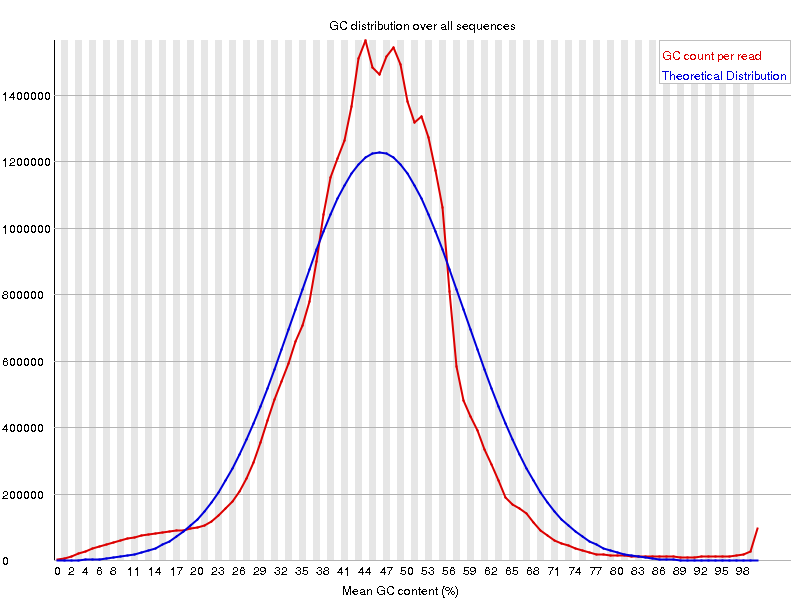 GC distribution over all sequences
GC count per read
Theoretical Distribution
1400000
1200000
1000000
800000
600000
400000
200000
0
0 2 4 6 8 11 14 17 20 23 26 29 32 35 38 41 44 47 50 53 56 59 62 65 68 71 74 77 80 83 86 89 92 95 98
Mean GC content (%)